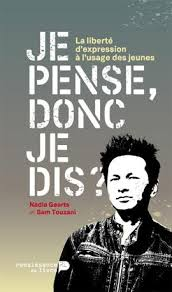 La liberté
d'expression
à l'usage des jeunes
JE
PENSE,
DONC
JE
DIS?
Nadia Geerts
et Sam Touzani
renaissance
du livre